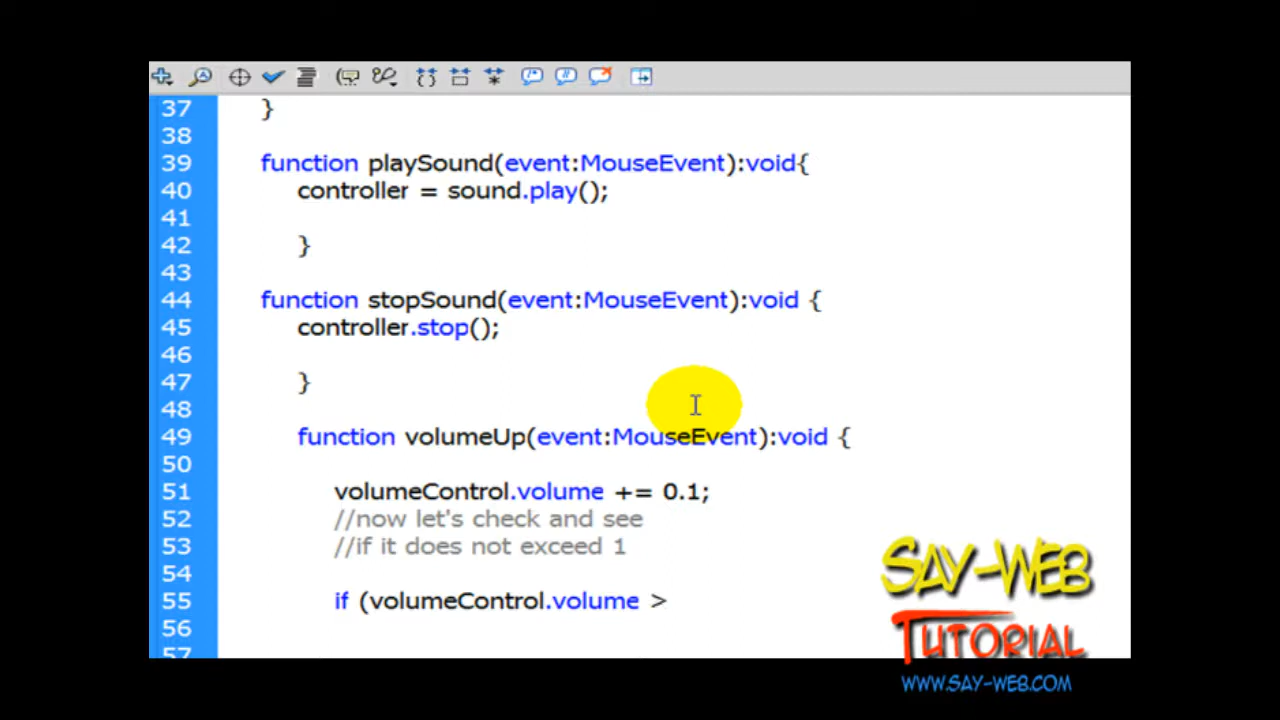 37 }
38
39 function playSound(event:MouseEvent):void{
40 controller = sound.play();
41
42 }
43
44 function stopSound(event:MouseEvent):void {
45 controller.stop();
46
47 }
48
49 function volumeUp(event:MouseEvent):void {
50
51 volumeControl.volume += 0.1;
52 //now let's check and see
53 //if it does not exceed 1
54
55 if (volumeControl.volume >
56
57
SAY-WEB
TUTORIAL
WWW.SAY-WEB.COM